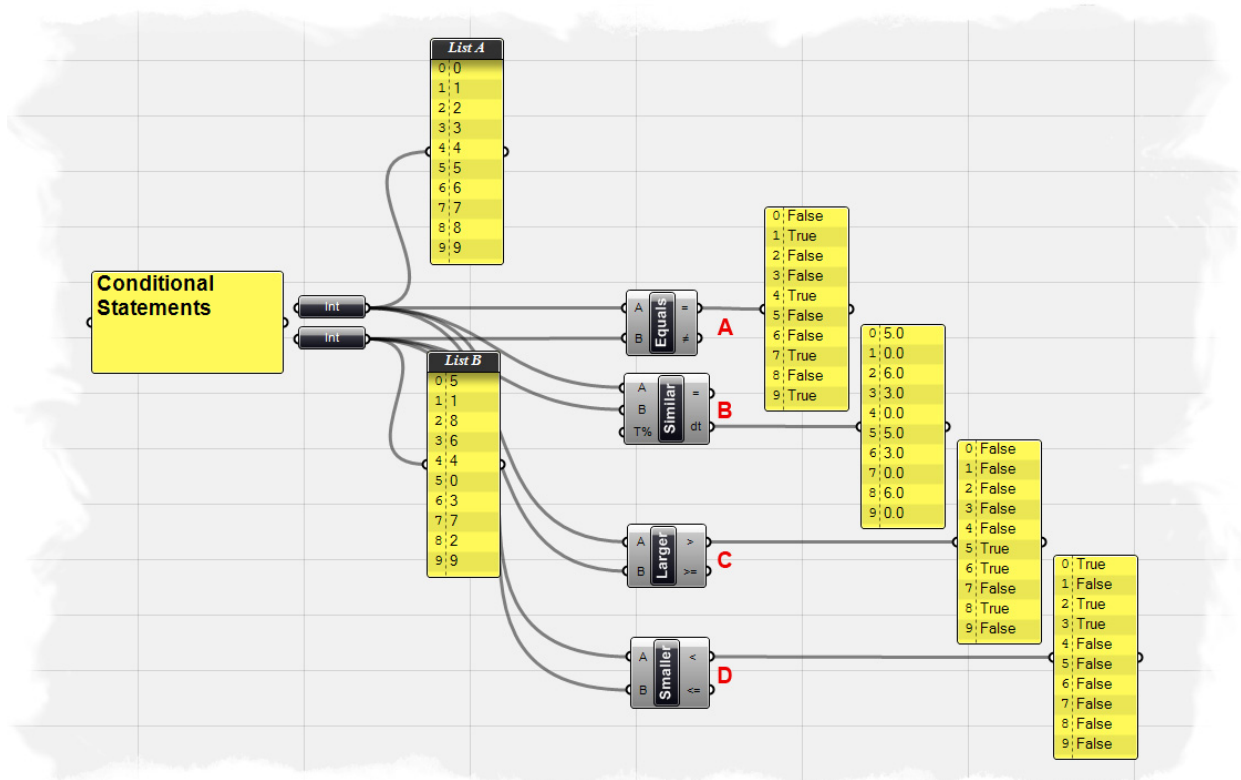 List A
0 0
1 1
2 2
3 3
4 4
5 5
6 6
7 7
8 8
9 9
Conditional
Statements
Int
Int
List B
0 5
1 1
2 8
3 6
4 4
5 0
6 3
7 7
8 2
9 9
A Equals =
B ≠
A
0 False
1 True
2 False
3 False
4 True
5 False
6 False
7 True
8 False
9 True
A Similar =
B dt
T%
B
0 5.0
1 0.0
2 6.0
3 3.0
4 0.0
5 5.0
6 3.0
7 0.0
8 6.0
9 0.0
A Larger >
B >=
C
0 False
1 False
2 False
3 False
4 False
5 True
6 True
7 False
8 True
9 False
A Smaller <
B <=
D
0 True
1 False
2 True
3 True
4 False
5 False
6 False
7 False
8 False
9 False